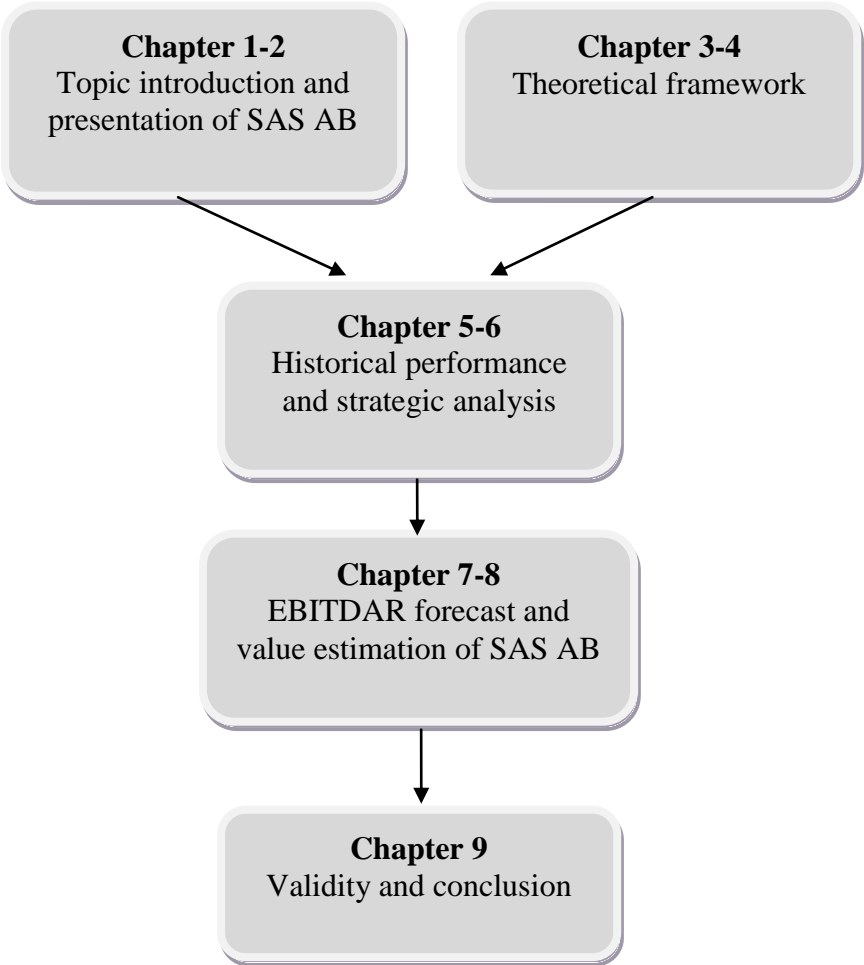 Chapter 1-2
Topic introduction and
presentation of SAS AB
Chapter 3-4
Theoretical framework
Chapter 5-6
Historical performance
and strategic analysis
Chapter 7-8
EBITDAR forecast and
value estimation of SAS AB
Chapter 9
Validity and conclusion